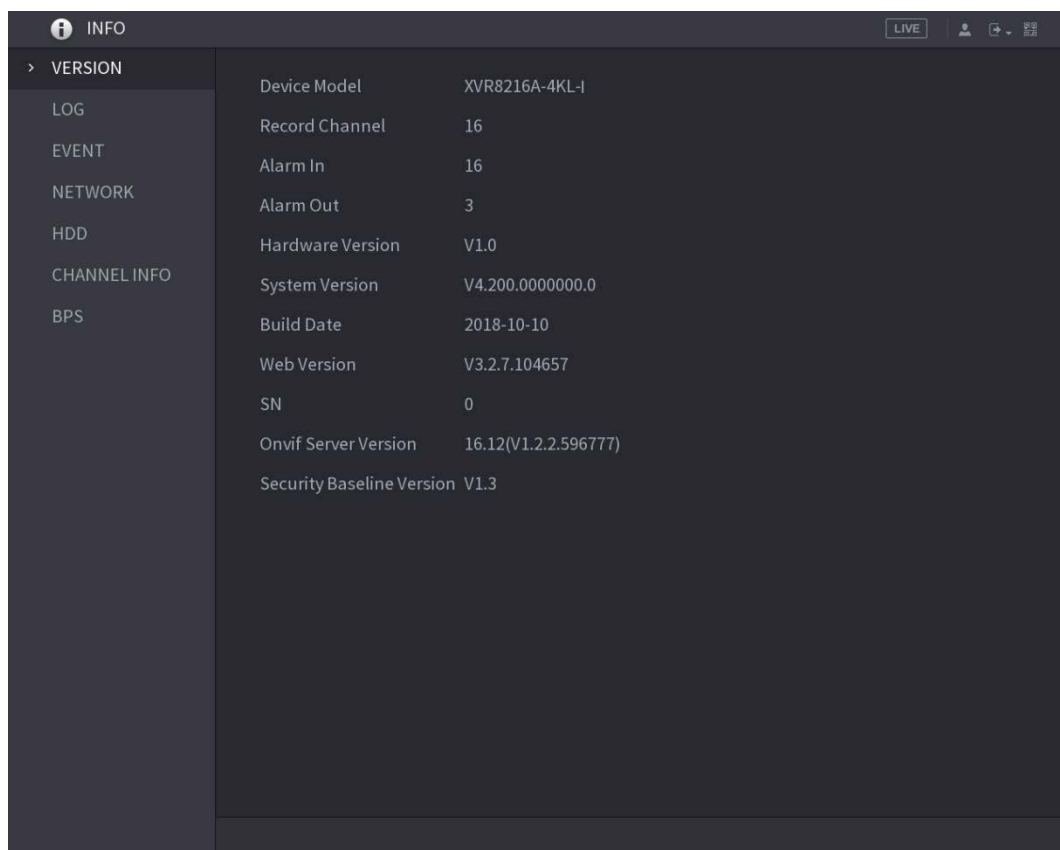 INFO
LIVE
VERSION
LOG
EVENT
NETWORK
HDD
CHANNEL INFO
BPS
Device Model XVR8216A-4KL-I
Record Channel 16
Alarm In 16
Alarm Out 3
Hardware Version V1.0
System Version V4.200.0000000.0
Build Date 2018-10-10
Web Version V3.2.7.104657
SN 0
Onvif Server Version 16.12(V1.2.2.596777)
Security Baseline Version V1.3